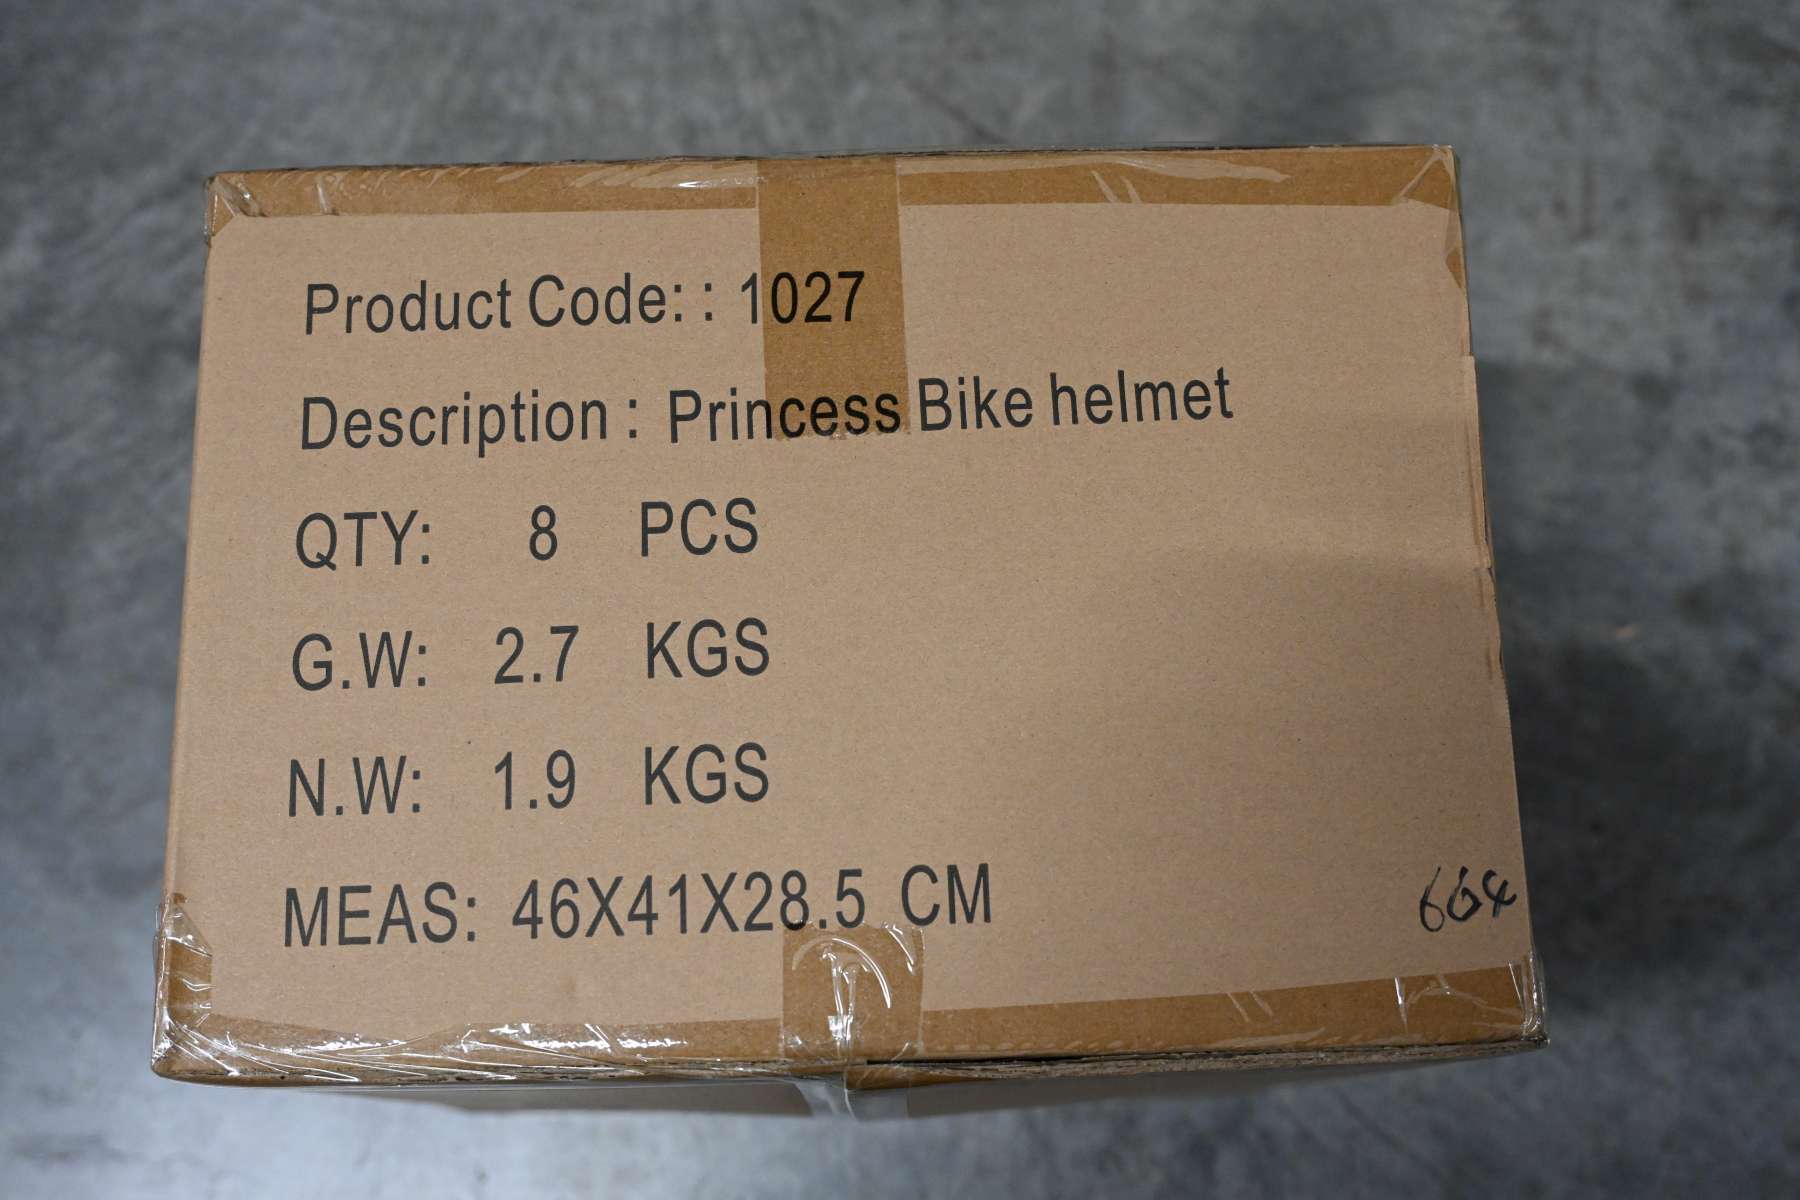 Product Code: : 1027
Description : Princess Bike helmet
QTY: 8 PCS
G.W: 2.7 KGS
N.W: 1.9 KGS
MEAS: 46X41X28.5 CM